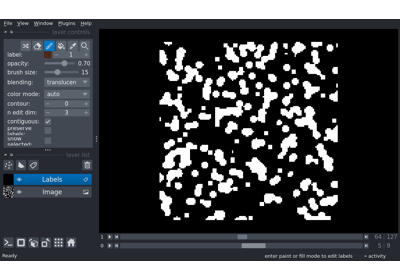 File View Window Plugins Help
layer controls
label: 1
opacity: 0.70
brush size: 15
blending: translucen
color mode: auto
contour: 0
n edit dim: 3
contiguous:
preserve labels:
show selected:
layer list
Labels
Image
1 64 127
0 5 9
Ready enter paint or fill mode to edit labels activity